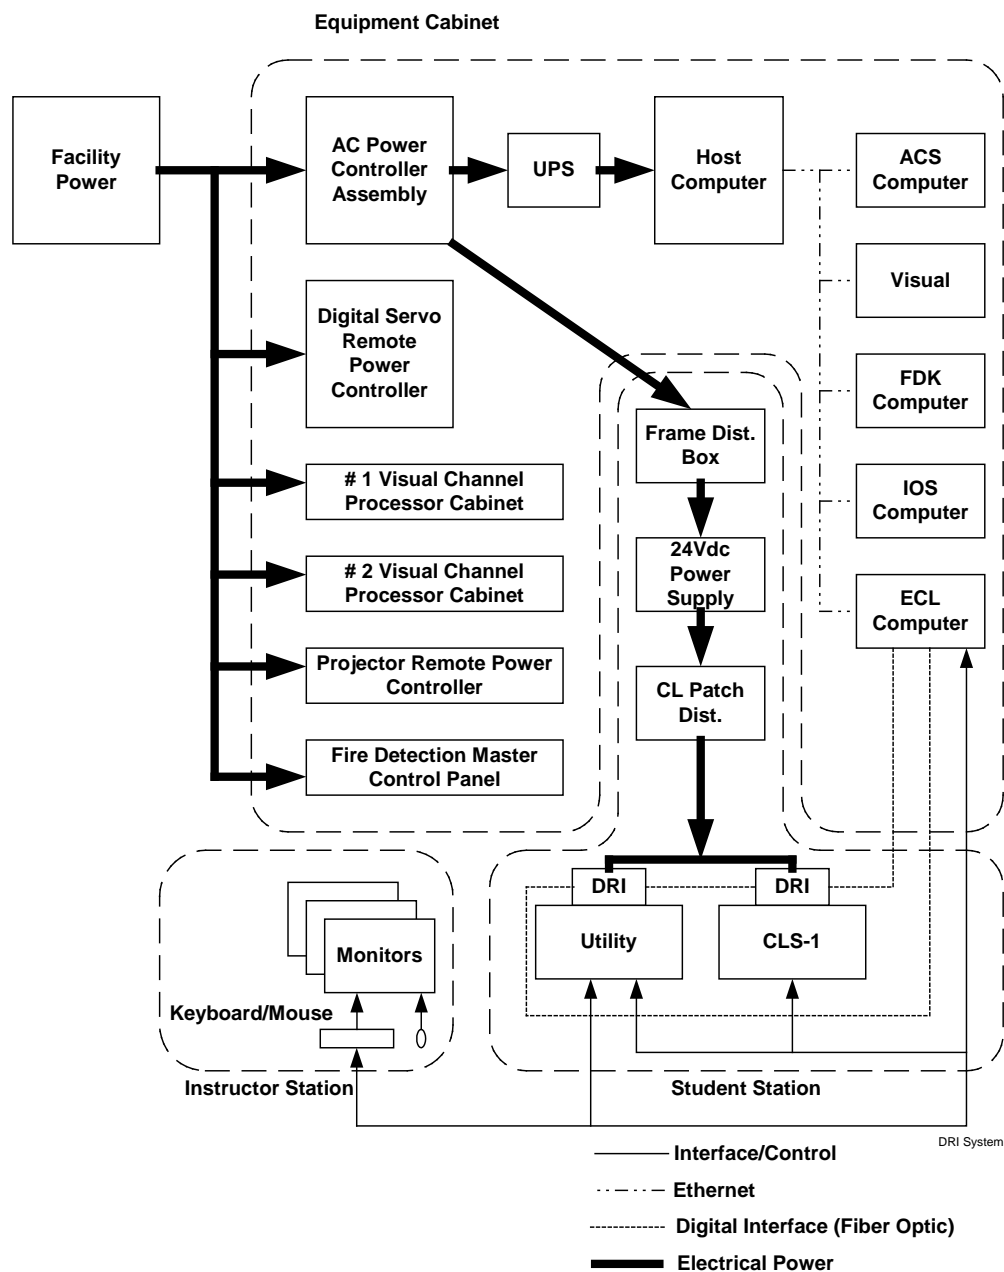 Equipment Cabinet
Facility
Power
AC Power
Controller
Assembly
UPS
Host
Computer
ACS
Computer
Visual
Digital Servo
Remote
Power
Controller
FDK
Computer
Frame Dist.
Box
# 1 Visual Channel
Processor Cabinet
IOS
Computer
24Vdc
Power
Supply
# 2 Visual Channel
Processor Cabinet
ECL
Computer
Projector Remote Power
Controller
CL Patch
Dist.
Fire Detection Master
Control Panel
DRI
DRI
Utility
CLS-1
Monitors
Keyboard/Mouse
Instructor Station
Student Station
DRI System
Interface/Control
Ethernet
Digital Interface (Fiber Optic)
Electrical Power